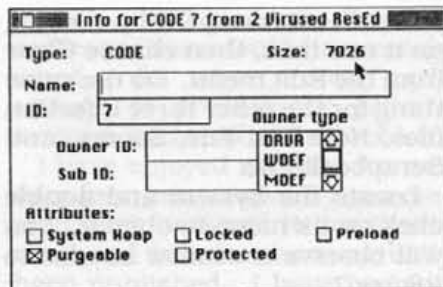 Info for CODE 7 from 2 Virused ResEd
Type: CODE Size: 7026
Name:
ID: 7
Owner type
Owner ID: DRVR
Sub ID: WDEF
MDEF
Attributes:
System Heap Locked Preload
Purgeable Protected